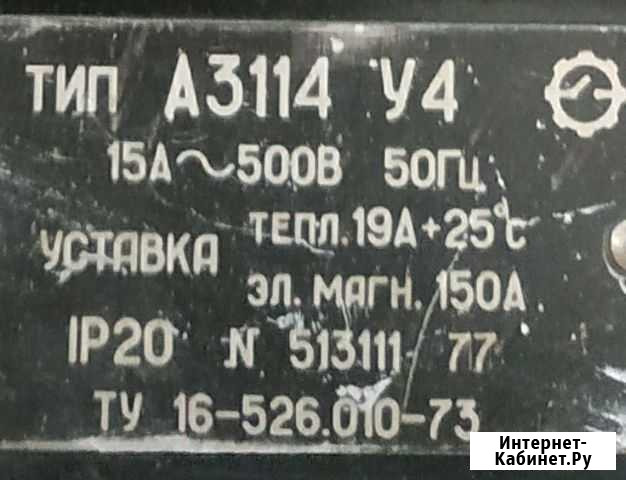 ТИП А3114 У4
15А~500В 50ГЦ
УСТАВКА ТЕПЛ.19А+25°С
ЭЛ. МАГН. 150А
IP20 N 513111 77
ТУ 16-526.010-73
Интернет-
Кабинет.Ру